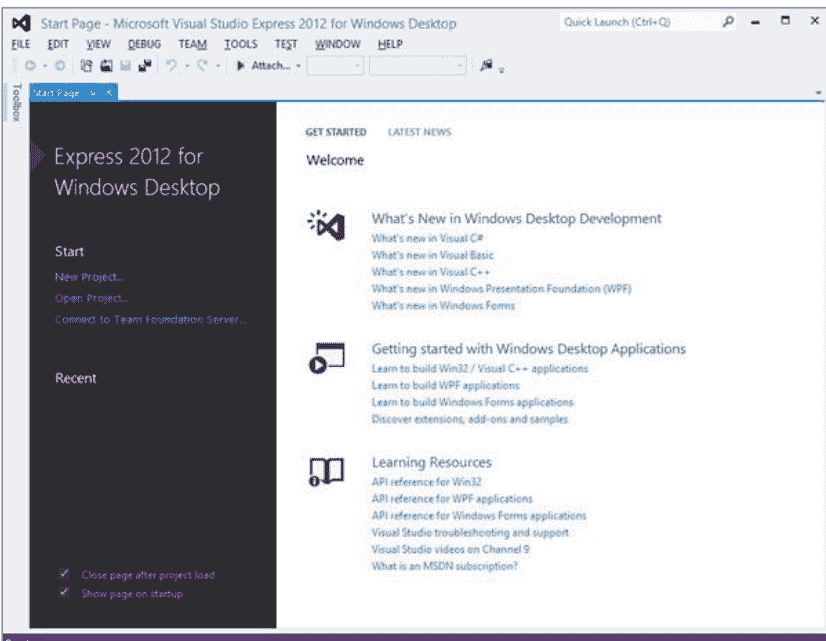 Start Page - Microsoft Visual Studio Express 2012 for Windows Desktop
Quick Launch (Ctrl+Q)
FILE EDIT VIEW DEBUG TEAM TOOLS TEST WINDOW HELP
Attach...
Toolbox
Start Page
GET STARTED LATEST NEWS
Welcome
Express 2012 for
Windows Desktop
Start
New Project...
Open Project...
Connect to Team Foundation Server...
Recent
Close page after project load
Show page on startup
What's New in Windows Desktop Development
What's new in Visual C#
What's new in Visual Basic
What's new in Visual C++
What's new in Windows Presentation Foundation (WPF)
What's new in Windows Forms
Getting started with Windows Desktop Applications
Learn to build Win32 / Visual C++ applications
Learn to build WPF applications
Learn to build Windows Forms applications
Discover extensions, add-ons and samples
Learning Resources
API reference for Win32
API reference for WPF applications
API reference for Windows Forms applications
Visual Studio troubleshooting and support
Visual Studio videos on Channel 9
What is an MSDN subscription?